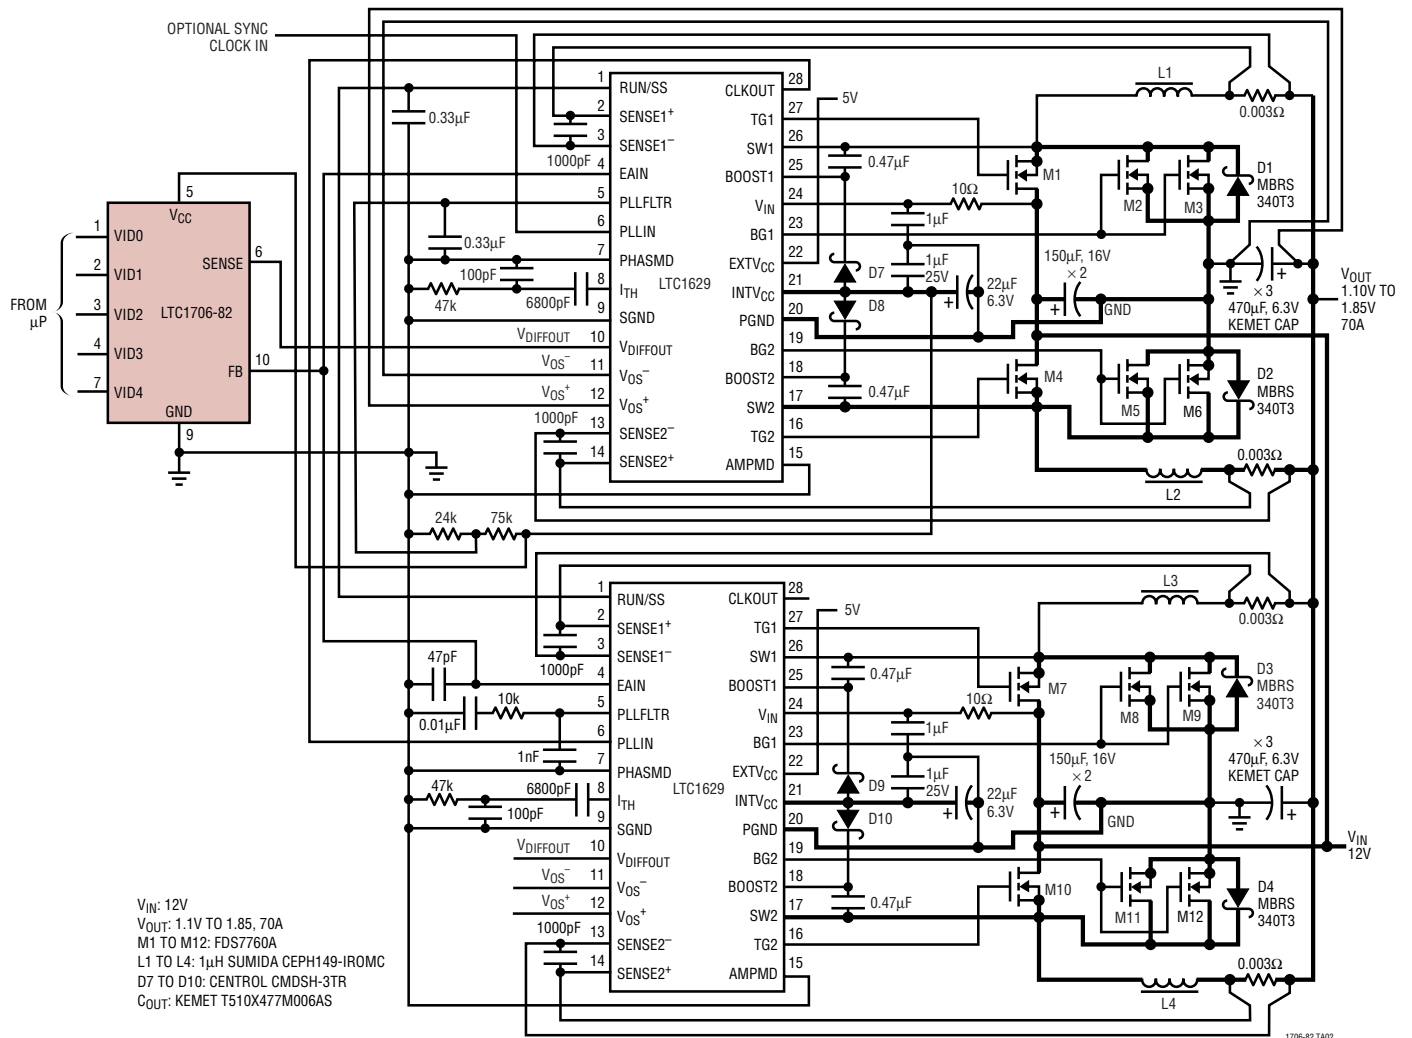 OPTIONAL SYNC
CLOCK IN
FROM
µP
1
VID0
2
VID1
3
VID2
4
VID3
7
VID4
5
VCC
LTC1706-82
6
SENSE
10
FB
GND
9
0.33µF
1000pF
0.33µF
100pF
47k
6800pF
VDIFFOUT
VOS−
VOS+
1000pF
24k
75k
1
RUN/SS
2
SENSE1+
3
SENSE1−
4
EAIN
5
PLLFLTR
6
PLLIN
7
PHASMD
8
ITH
9
SGND
10
VDIFFOUT
11
VOS−
12
VOS+
13
SENSE2−
14
SENSE2+
LTC1629
28
CLKOUT
27
TG1
26
SW1
25
BOOST1
24
VIN
23
BG1
22
EXTVCC
21
INTVCC
20
PGND
19
BG2
18
BOOST2
17
SW2
16
TG2
15
AMPMD
5V
0.47µF
10Ω
1µF
1µF
25V
D7
D8
22µF
6.3V
0.47µF
L1
0.003Ω
M1
M2
M3
D1
MBRS
340T3
150µF, 16V
×2
+
GND
+
×3
470µF, 6.3V
KEMET CAP
VOUT
1.10V TO
1.85V
70A
M4
M5
M6
D2
MBRS
340T3
0.003Ω
L2
1
RUN/SS
2
SENSE1+
3
SENSE1−
4
EAIN
5
PLLFLTR
6
PLLIN
7
PHASMD
8
ITH
9
SGND
10
VDIFFOUT
11
VOS−
12
VOS+
13
SENSE2−
14
SENSE2+
LTC1629
1000pF
47pF
10k
0.01µF
1nF
47k
6800pF
100pF
VDIFFOUT
VOS−
VOS+
1000pF
28
CLKOUT
27
TG1
26
SW1
25
BOOST1
24
VIN
23
BG1
22
EXTVCC
21
INTVCC
20
PGND
19
BG2
18
BOOST2
17
SW2
16
TG2
15
AMPMD
5V
0.47µF
10Ω
1µF
1µF
25V
D9
D10
+
22µF
6.3V
0.47µF
L3
0.003Ω
M7
M8
M9
D3
MBRS
340T3
150µF, 16V
×2
+
GND
×3
470µF, 6.3V
KEMET CAP
+
VIN
12V
M10
M11
M12
D4
MBRS
340T3
0.003Ω
L4
VIN: 12V
VOUT: 1.1V TO 1.85, 70A
M1 TO M12: FDS7760A
L1 TO L4: 1µH SUMIDA CEPH149-IROMC
D7 TO D10: CENTROL CMDSH-3TR
COUT: KEMET T510X477M006AS
1706-82 TA02